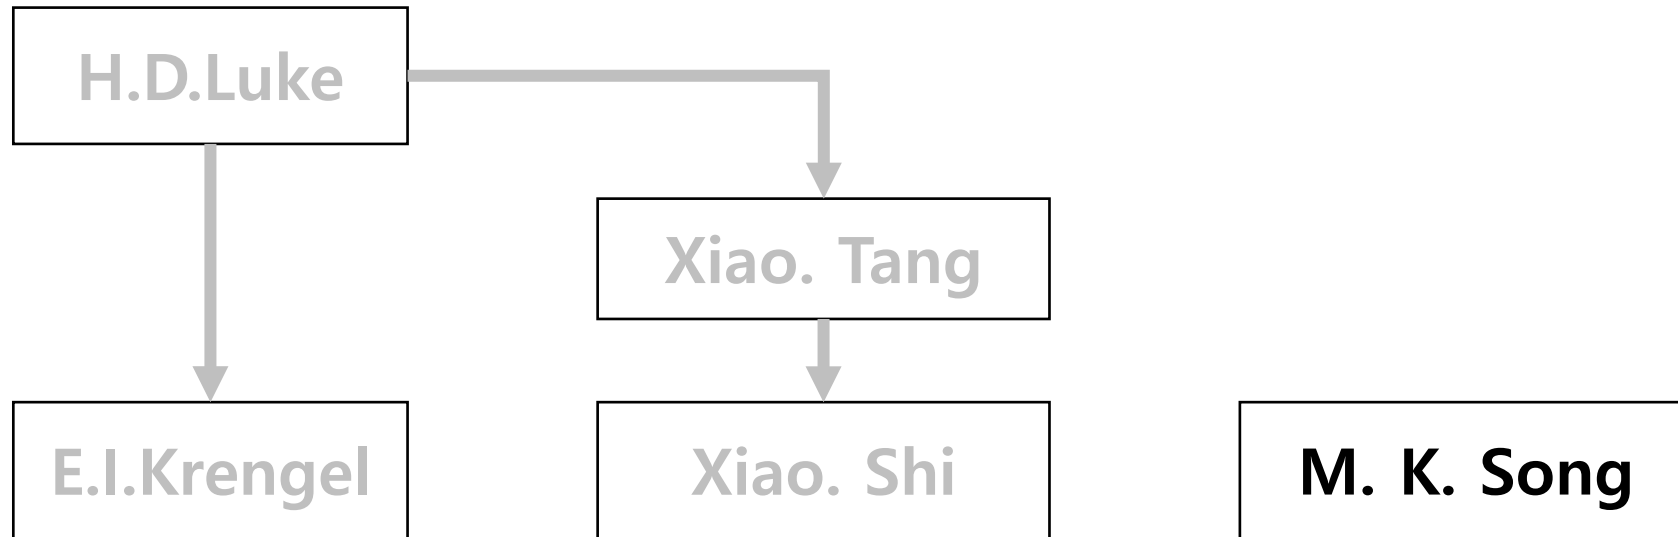 H.D.Luke
Xiao. Tang
E.I.Krengel
Xiao. Shi
M. K. Song